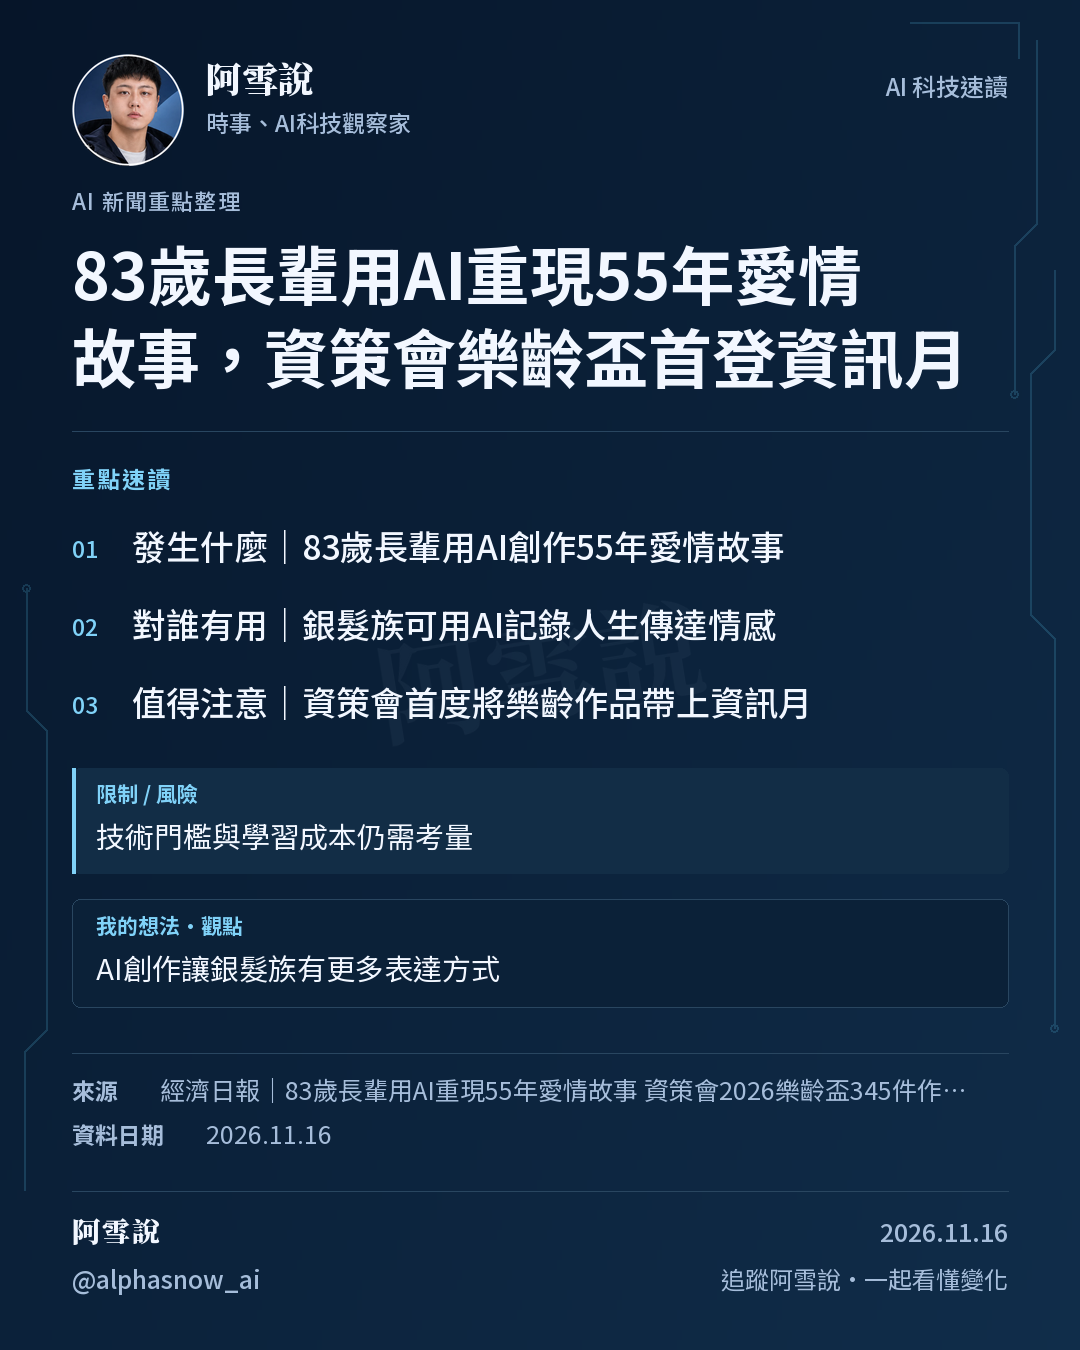 阿雪說
時事、AI科技觀察家
AI 科技速讀
AI 新聞重點整理
83歲長輩用AI重現55年愛情
故事，資策會樂齡盃首登資訊月
重點速讀
01 發生什麼｜83歲長輩用AI創作55年愛情故事
02 對誰有用｜銀髮族可用AI記錄人生傳達情感
03 值得注意｜資策會首度將樂齡作品帶上資訊月
阿雪說
限制 / 風險
技術門檻與學習成本仍需考量
我的想法・觀點
AI創作讓銀髮族有更多表達方式
來源 經濟日報｜83歲長輩用AI重現55年愛情故事 資策會2026樂齡盃345件作…
資料日期 2026.11.16
阿雪說
2026.11.16
@alphasnow_ai
追蹤阿雪說・一起看懂變化